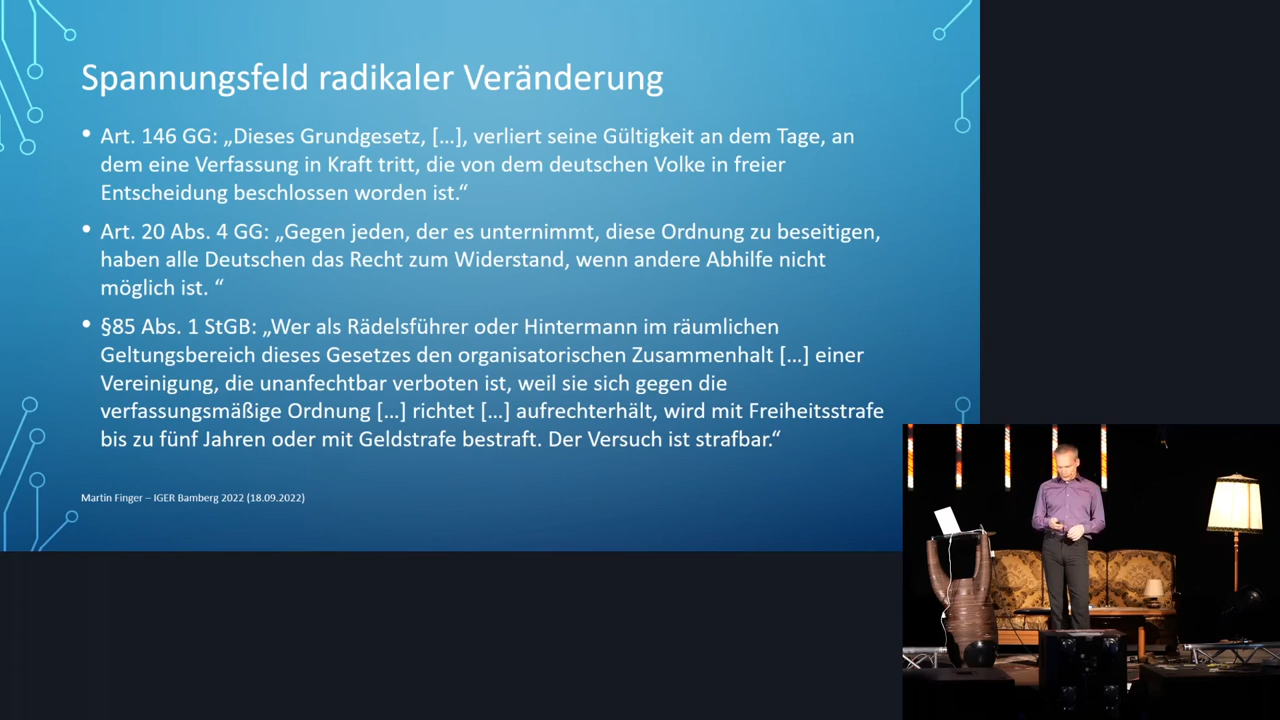 Spannungsfeld radikaler Veränderung
• Art. 146 GG: „Dieses Grundgesetz, […], verliert seine Gültigkeit an dem Tage, an
dem eine Verfassung in Kraft tritt, die von dem deutschen Volke in freier
Entscheidung beschlossen worden ist.“
• Art. 20 Abs. 4 GG: „Gegen jeden, der es unternimmt, diese Ordnung zu beseitigen,
haben alle Deutschen das Recht zum Widerstand, wenn andere Abhilfe nicht
möglich ist. “
• §85 Abs. 1 StGB: „Wer als Rädelsführer oder Hintermann im räumlichen
Geltungsbereich dieses Gesetzes den organisatorischen Zusammenhalt […] einer
Vereinigung, die unanfechtbar verboten ist, weil sie sich gegen die
verfassungsmäßige Ordnung […] richtet […] aufrechterhält, wird mit Freiheitsstrafe
bis zu fünf Jahren oder mit Geldstrafe bestraft. Der Versuch ist strafbar.“
Martin Finger – IGER Bamberg 2022 (18.09.2022)